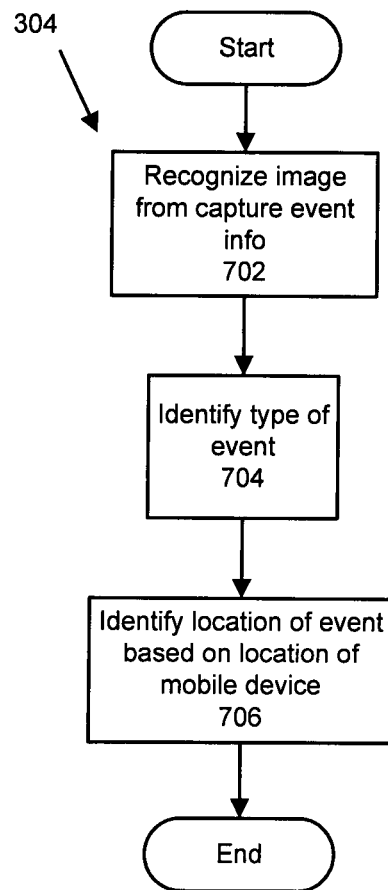 304
Start
Recognize image
from capture event
info
702
Identify type of
event
704
Identify location of event
based on location of
mobile device
706
End